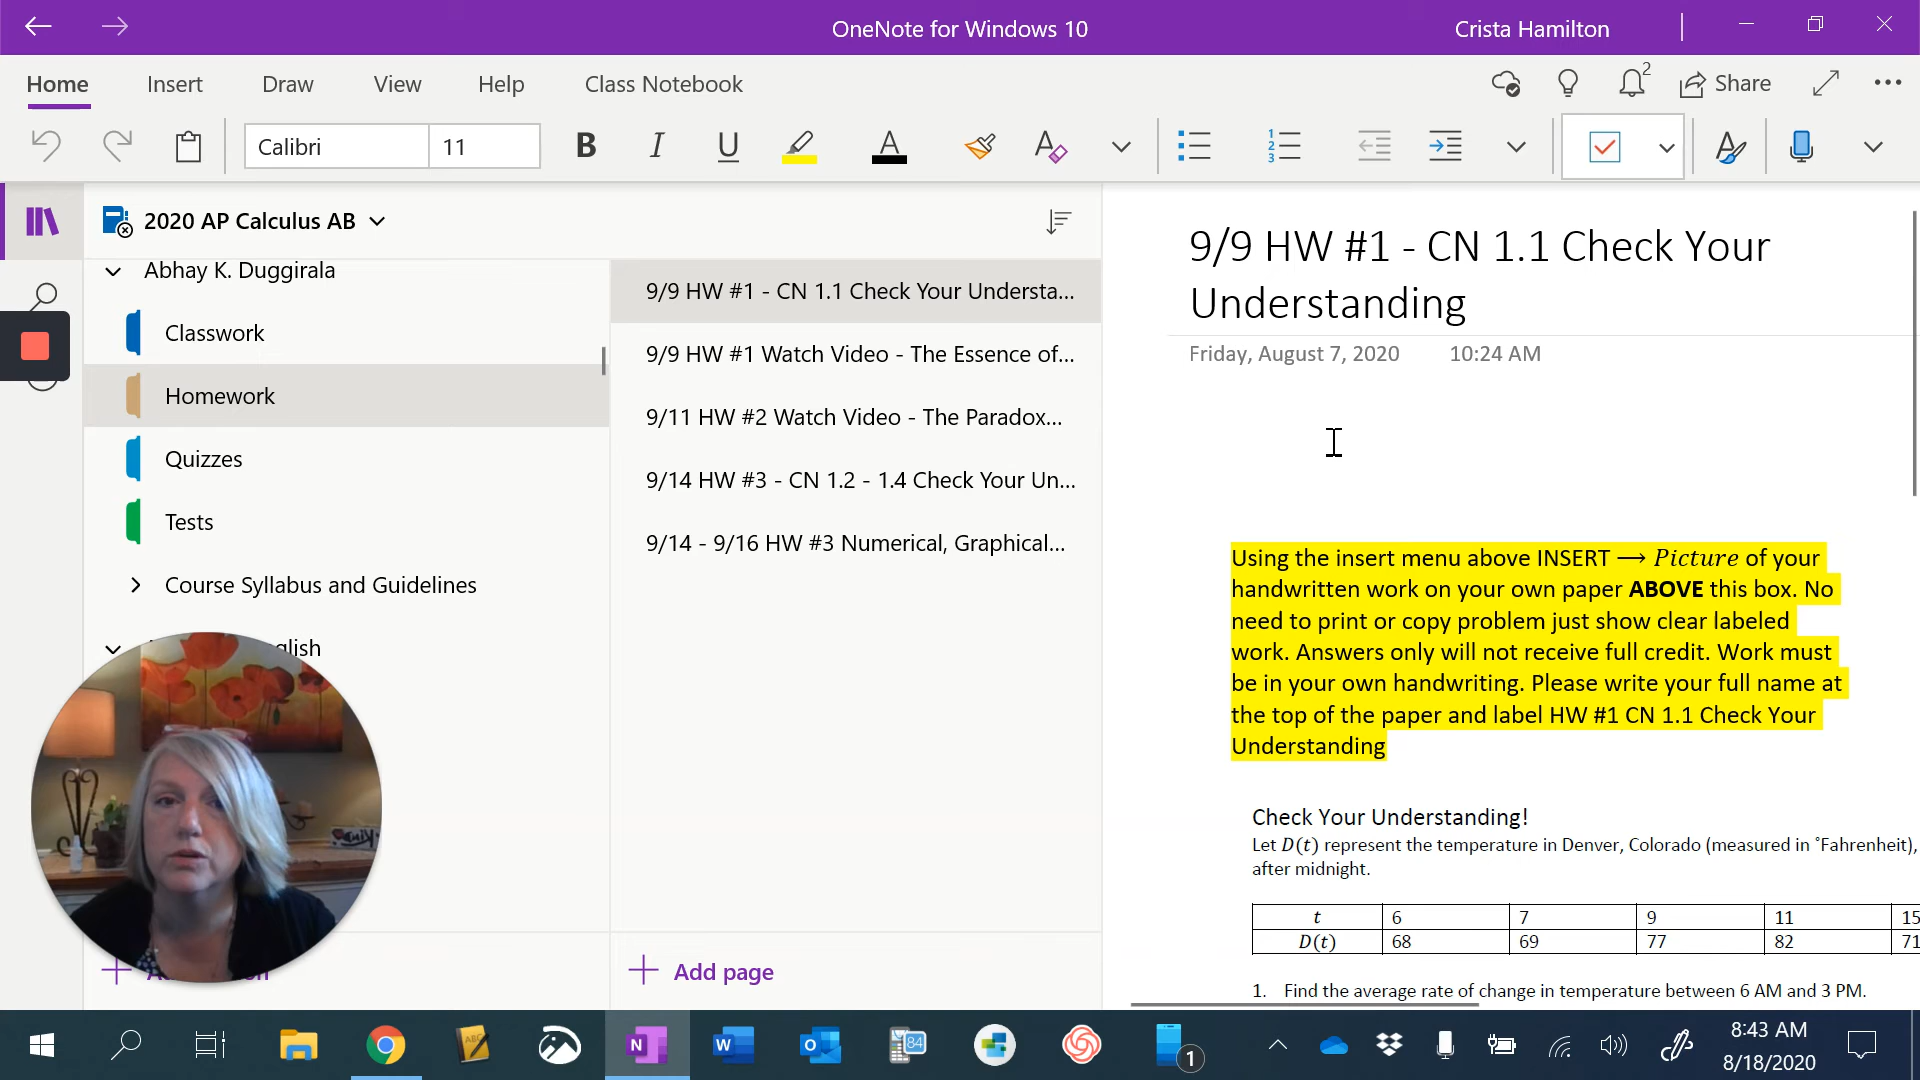 OneNote for Windows 10
Crista Hamilton
Home Insert Draw View Help Class Notebook
2
Share
Calibri 11
B I U A A
2020 AP Calculus AB
Abhay K. Duggirala
Classwork
Homework
Quizzes
Tests
Course Syllabus and Guidelines
glish
9/9 HW #1 - CN 1.1 Check Your Understa...
9/9 HW #1 Watch Video - The Essence of...
9/11 HW #2 Watch Video - The Paradox...
9/14 HW #3 - CN 1.2 - 1.4 Check Your Un...
9/14 - 9/16 HW #3 Numerical, Graphical...
Add page
9/9 HW #1 - CN 1.1 Check Your
Understanding
Friday, August 7, 2020 10:24 AM
Using the insert menu above INSERT → Picture of your
handwritten work on your own paper ABOVE this box. No
need to print or copy problem just show clear labeled
work. Answers only will not receive full credit. Work must
be in your own handwriting. Please write your full name at
the top of the paper and label HW #1 CN 1.1 Check Your
Understanding
Check Your Understanding!
Let D(t) represent the temperature in Denver, Colorado (measured in °Fahrenheit),
after midnight.
t 6 7 9 11 15
D(t) 68 69 77 82 71
1. Find the average rate of change in temperature between 6 AM and 3 PM.
ABC
N
W
O
84
1
8:43 AM
8/18/2020